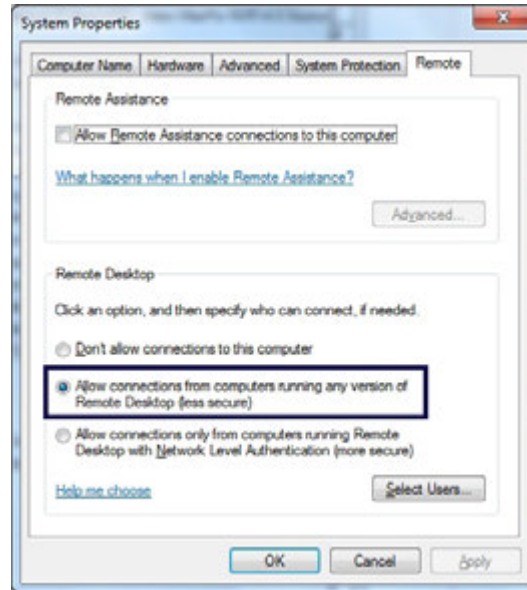 System Properties
Computer Name
Hardware
Advanced
System Protection
Remote
Remote Assistance
Allow Remote Assistance connections to this computer
What happens when I enable Remote Assistance?
Advanced...
Remote Desktop
Click an option, and then specify who can connect, if needed.
Don't allow connections to this computer
Allow connections from computers running any version of
Remote Desktop (less secure)
Allow connections only from computers running Remote
Desktop with Network Level Authentication (more secure)
Help me choose
Select Users...
OK
Cancel
Apply